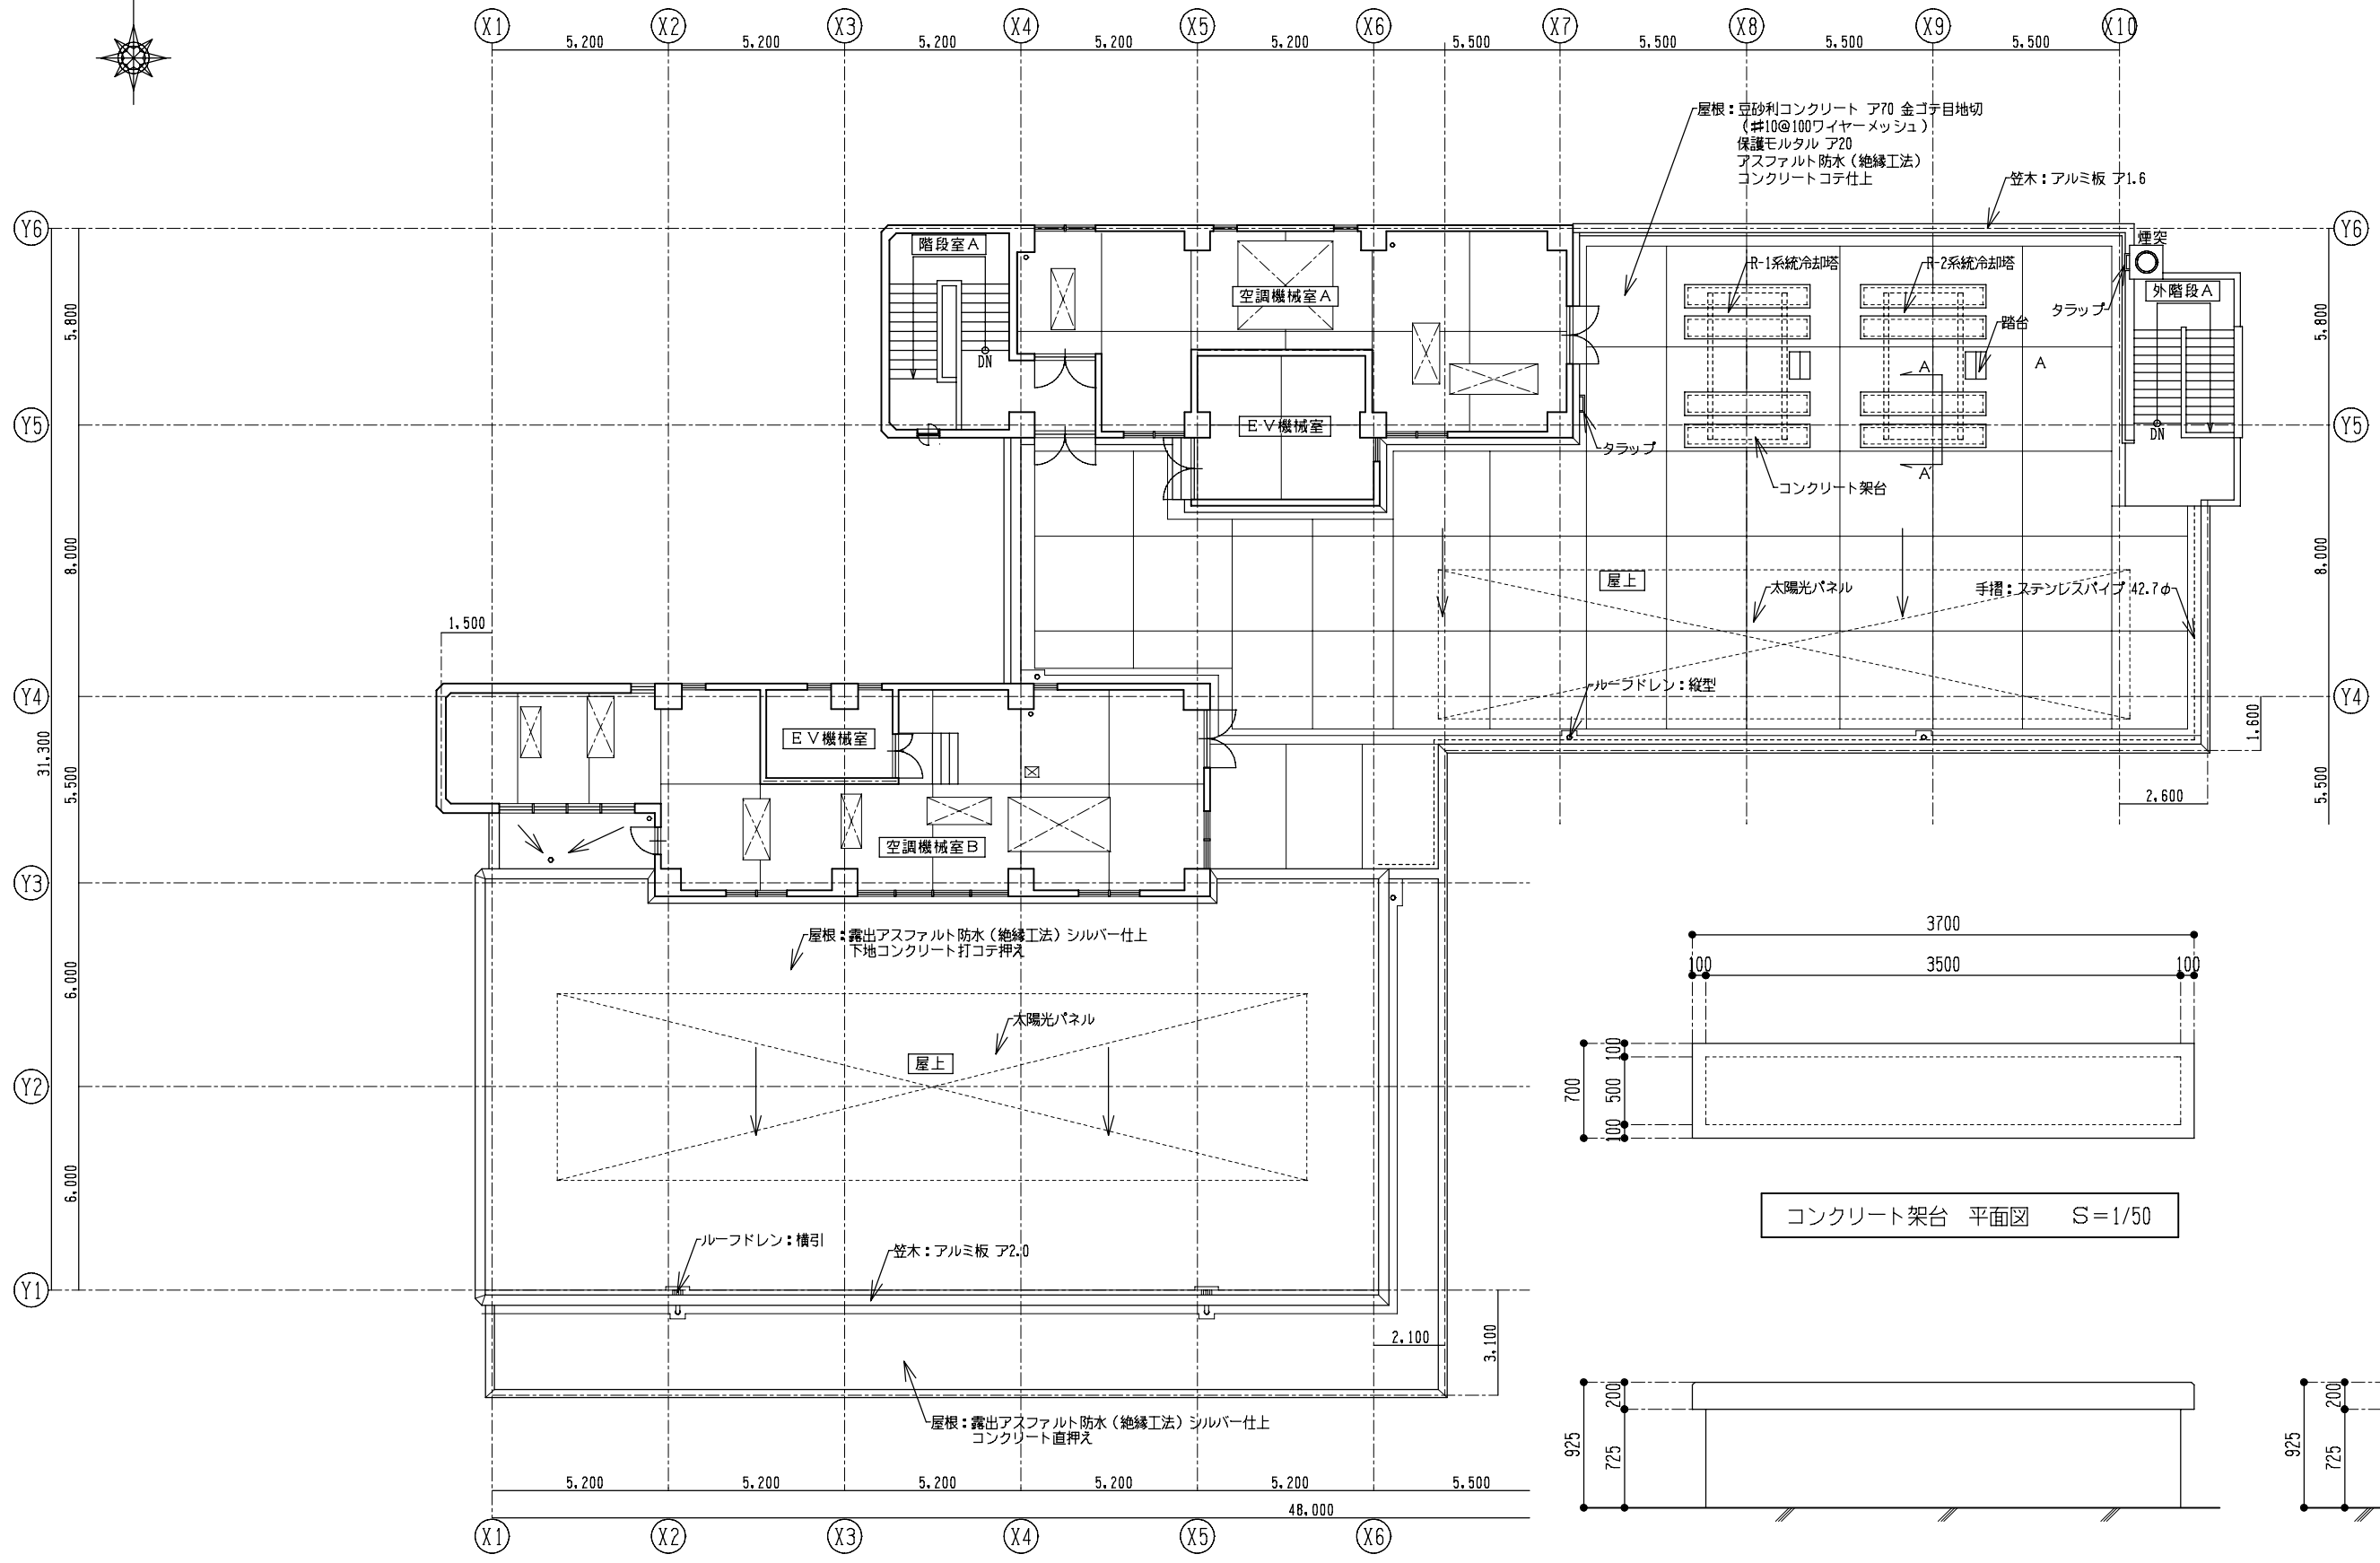 X1 X2 X3 X4 X5 X6 X7 X8 X9 X10
5,200 5,200 5,200 5,200 5,200 5,500 5,500 5,500 5,500
屋根：豆砂利コンクリート ア70 金ゴテ目地切
（＃10@100ワイヤーメッシュ）
保護モルタル ア20
アスファルト防水（絶縁工法）
コンクリートコテ仕上
笠木：アルミ板 ア1.6
Y6
Y6
階段室A
煙突
R-1系統冷却塔
R-2系統冷却塔
空調機械室A
外階段A
タラップ
5,800
踏台
5,800
DN
A
A
Y5
EV機械室
DN
Y5
タラップ
A'
コンクリート架台
8,000
8,000
屋上
太陽光パネル
手摺：ステンレスパイプ 42.7φ
1,500
ルーフドレン：縦型
Y4
Y4
1,600
EV機械室
31,300
5,500
5,500
2,600
空調機械室B
Y3
屋根：露出アスファルト防水（絶縁工法）シルバー仕上
下地コンクリート打コテ押え
3700
100 3500 100
6,000
太陽光パネル
屋上
Y2
100
500
100
700
6,000
コンクリート架台 平面図 S＝1/50
ルーフドレン：横引
笠木：アルミ板 ア2.0
Y1
2,100
3,100
屋根：露出アスファルト防水（絶縁工法）シルバー仕上
コンクリート直押え
200
725
925
200
725
925
5,200 5,200 5,200 5,200 5,200 5,500
48,000
X1 X2 X3 X4 X5 X6